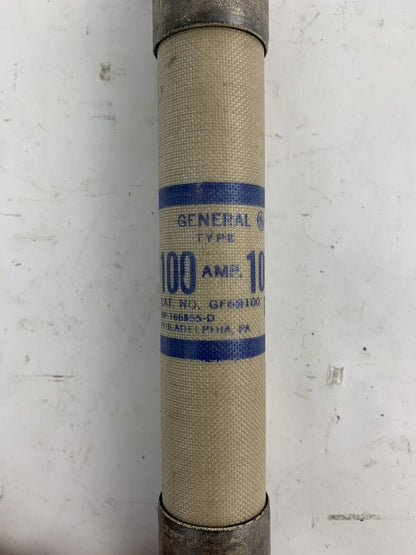 GENERAL
TYPE
100 AMP. 10
CAT. NO. GF6B100
PHILADELPHIA, PA